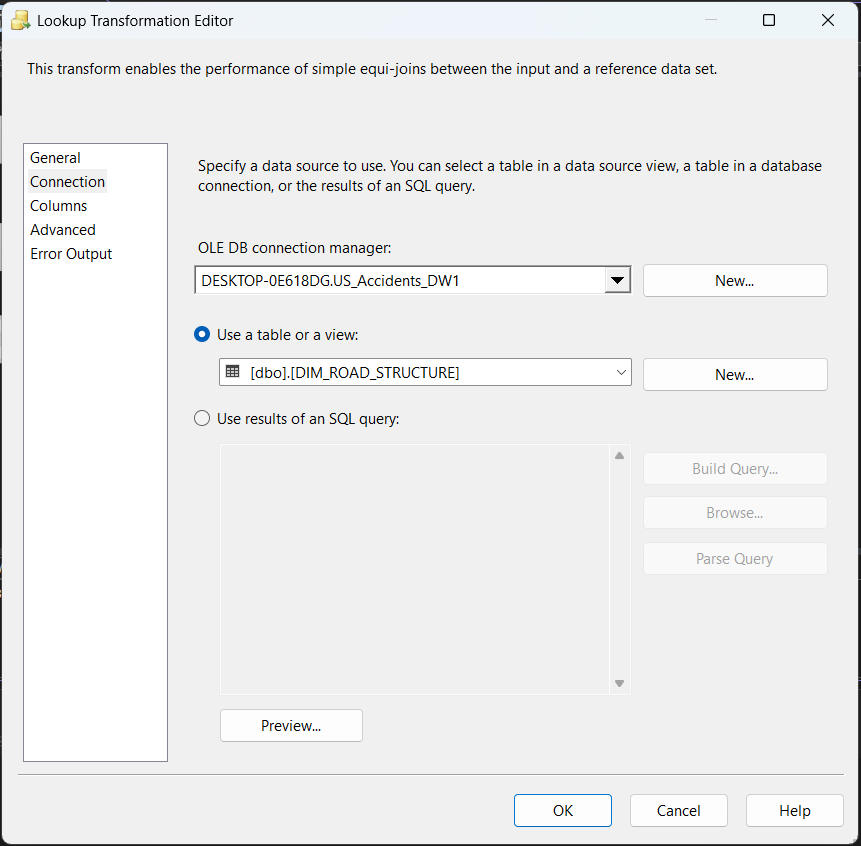 Lookup Transformation Editor
This transform enables the performance of simple equi-joins between the input and a reference data set.
General
Connection
Columns
Advanced
Error Output
Specify a data source to use. You can select a table in a data source view, a table in a database
connection, or the results of an SQL query.
OLE DB connection manager:
DESKTOP-0E618DG.US_Accidents_DW1
New...
Use a table or a view:
[dbo].[DIM_ROAD_STRUCTURE]
New...
Use results of an SQL query:
Build Query...
Browse...
Parse Query
Preview...
OK
Cancel
Help